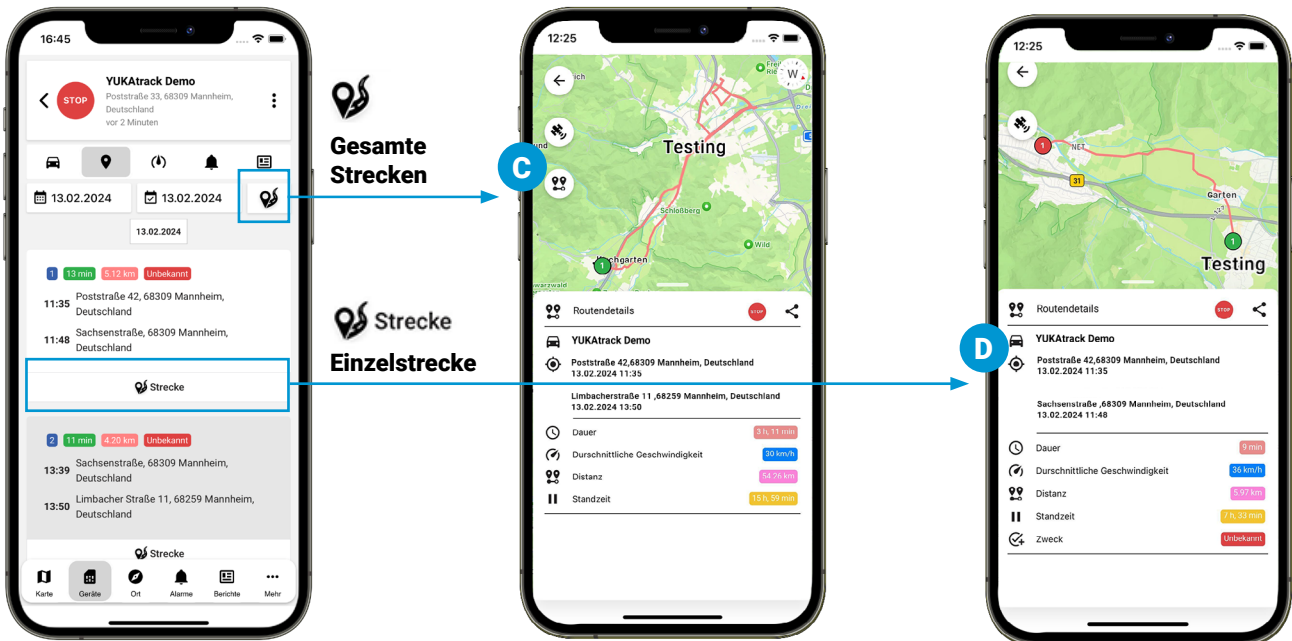 16:45
YUKAtrack Demo
STOP
Poststraße 33, 68309 Mannheim,
Deutschland
vor 2 Minuten
13.02.2024
13.02.2024
13.02.2024
1 13 min 5.12 km Unbekannt
11:35 Poststraße 42, 68309 Mannheim,
Deutschland
11:48 Sachsenstraße, 68309 Mannheim,
Deutschland
Strecke
2 11 min 4.20 km Unbekannt
13:39 Sachsenstraße, 68309 Mannheim,
Deutschland
13:50 Limbacher Straße 11, 68259 Mannheim,
Deutschland
Strecke
Karte Geräte Ort Alarme Berichte Mehr
Gesamte
Strecken
Strecke
Einzelstrecke
C
12:25
W
Testing
Schloßberg
Wild
1
Routendetails STOP
YUKAtrack Demo
Poststraße 42,68309 Mannheim, Deutschland
13.02.2024 11:35
Limbacherstraße 11 ,68259 Mannheim, Deutschland
13.02.2024 13:50
Dauer 3 h, 11 min
Durschnittliche Geschwindigkeit 30 km/h
Distanz 54.26 km
Standzeit 15 h, 59 min
D
12:25
1
NET
31
Garten
1
Testing
Routendetails STOP
YUKAtrack Demo
Poststraße 42,68309 Mannheim, Deutschland
13.02.2024 11:35
Sachsenstraße ,68309 Mannheim, Deutschland
13.02.2024 11:48
Dauer 9 min
Durschnittliche Geschwindigkeit 36 km/h
Distanz 5.97 km
Standzeit 7 h, 33 min
Zweck Unbekannt